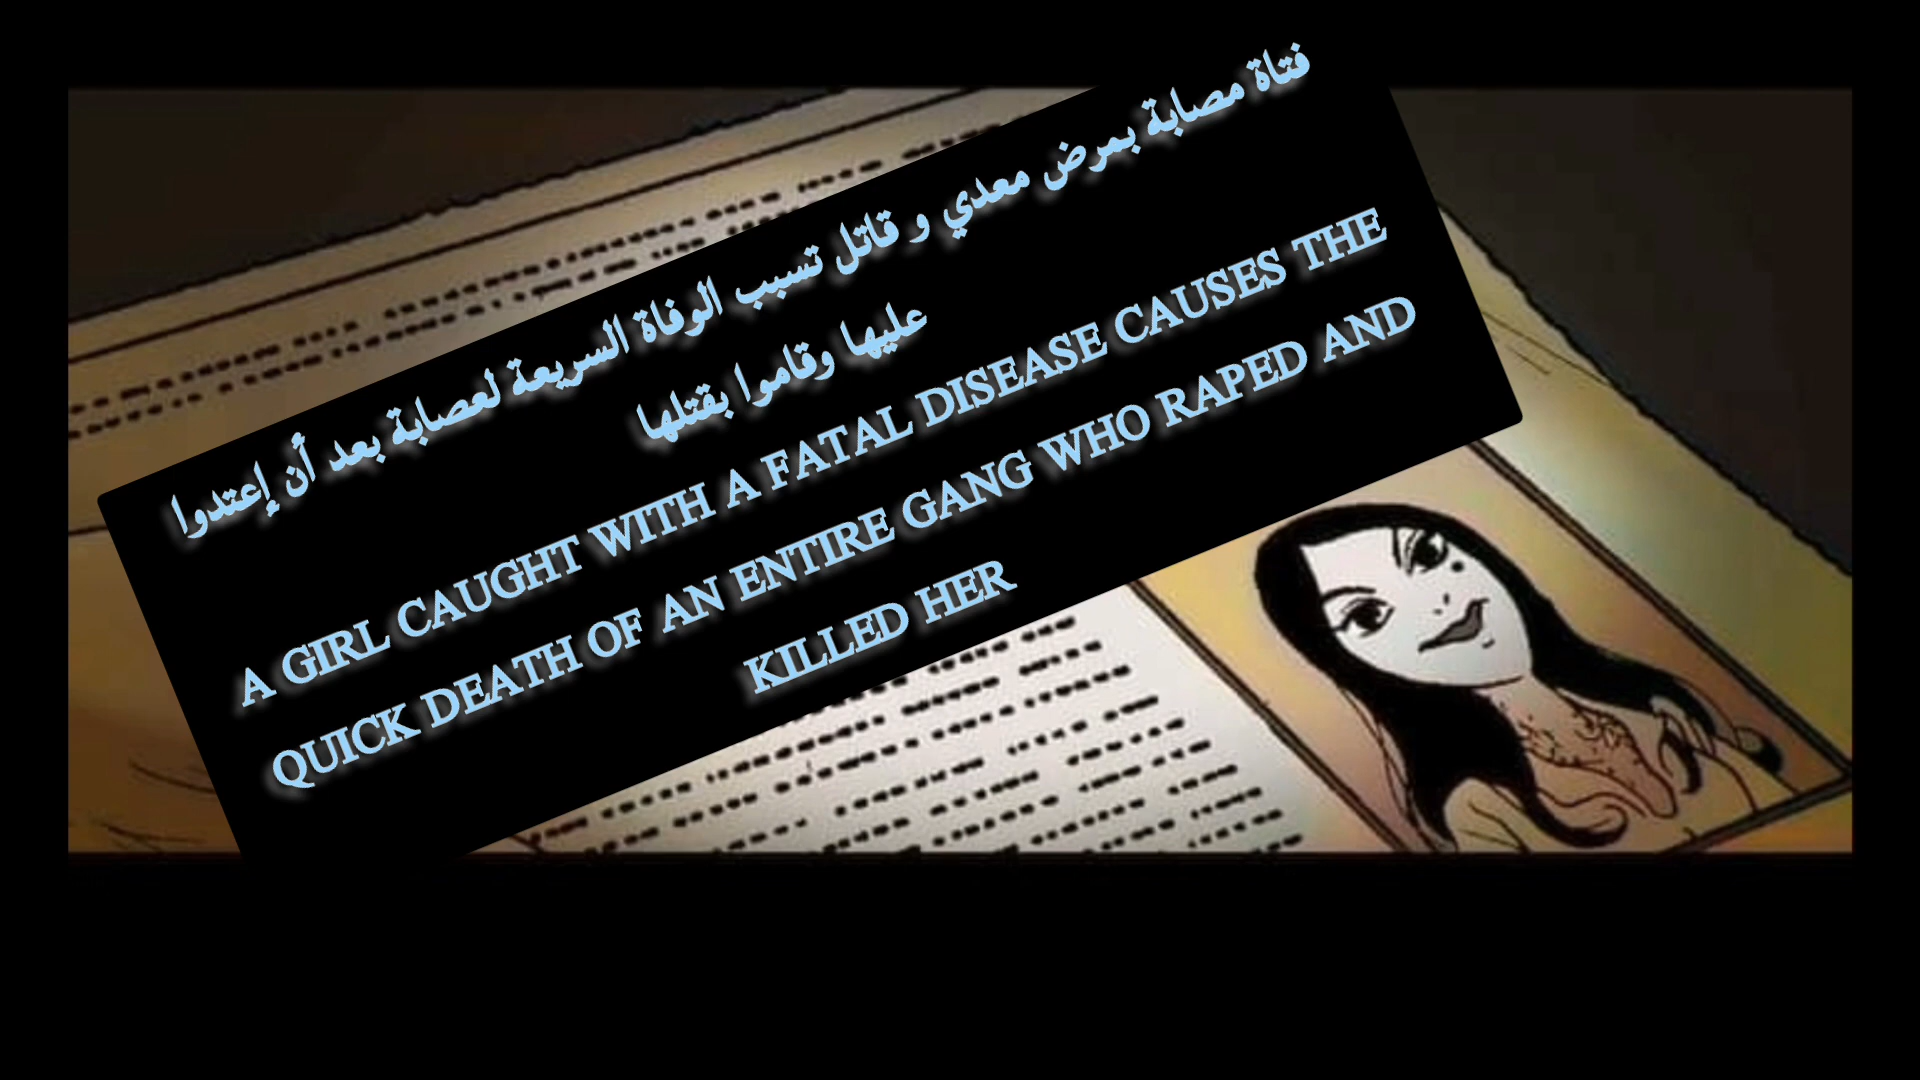 فتاة مصابة بمرض معدي و قاتل تسبب الوفاة السريعة لعصابة بعد أن إعتدوا
عليها وقاموا بقتلها
A GIRL CAUGHT WITH A FATAL DISEASE CAUSES THE
QUICK DEATH OF AN ENTIRE GANG WHO RAPED AND
KILLED HER